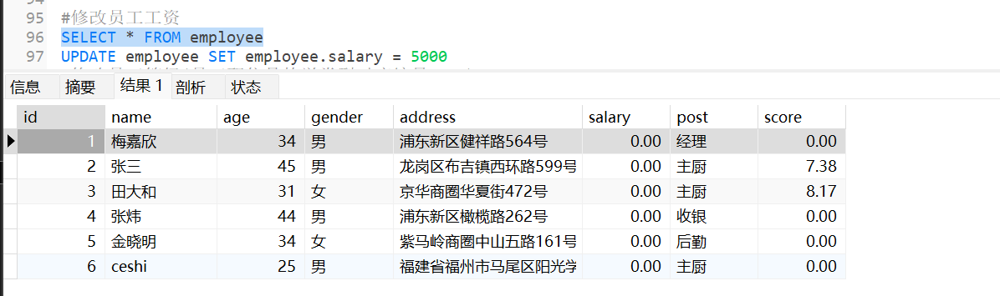 95 #修改员工工资
96 SELECT * FROM employee
97 UPDATE employee SET employee.salary = 5000
信息 摘要 结果 1 剖析 状态
id name age gender address salary post score
1 梅嘉欣 34 男 浦东新区健祥路564号 0.00 经理 0.00
2 张三 45 男 龙岗区布吉镇西环路599号 0.00 主厨 7.38
3 田大和 31 女 京华商圈华夏街472号 0.00 主厨 8.17
4 张炜 44 男 浦东新区橄榄路262号 0.00 收银 0.00
5 金晓明 34 女 紫马岭商圈中山五路161号 0.00 后勤 0.00
6 ceshi 25 男 福建省福州市马尾区阳光学 0.00 主厨 0.00